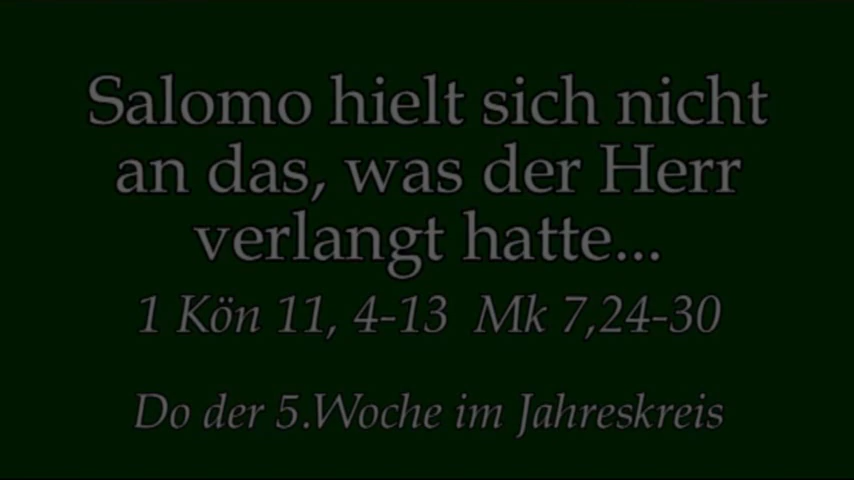 Salomo hielt sich nicht
an das, was der Herr
verlangt hatte...
1 Kön 11, 4-13  Mk 7,24-30
Do der 5.Woche im Jahreskreis